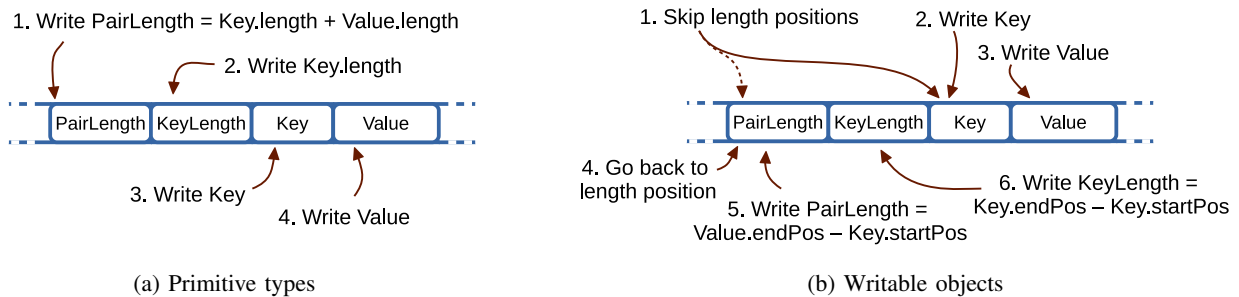 1. Write PairLength = Key.length + Value.length
2. Write Key.length
PairLength KeyLength Key Value
3. Write Key
4. Write Value
(a) Primitive types
1. Skip length positions
2. Write Key
3. Write Value
PairLength KeyLength Key Value
4. Go back to
length position
5. Write PairLength =
Value.endPos – Key.startPos
6. Write KeyLength =
Key.endPos – Key.startPos
(b) Writable objects